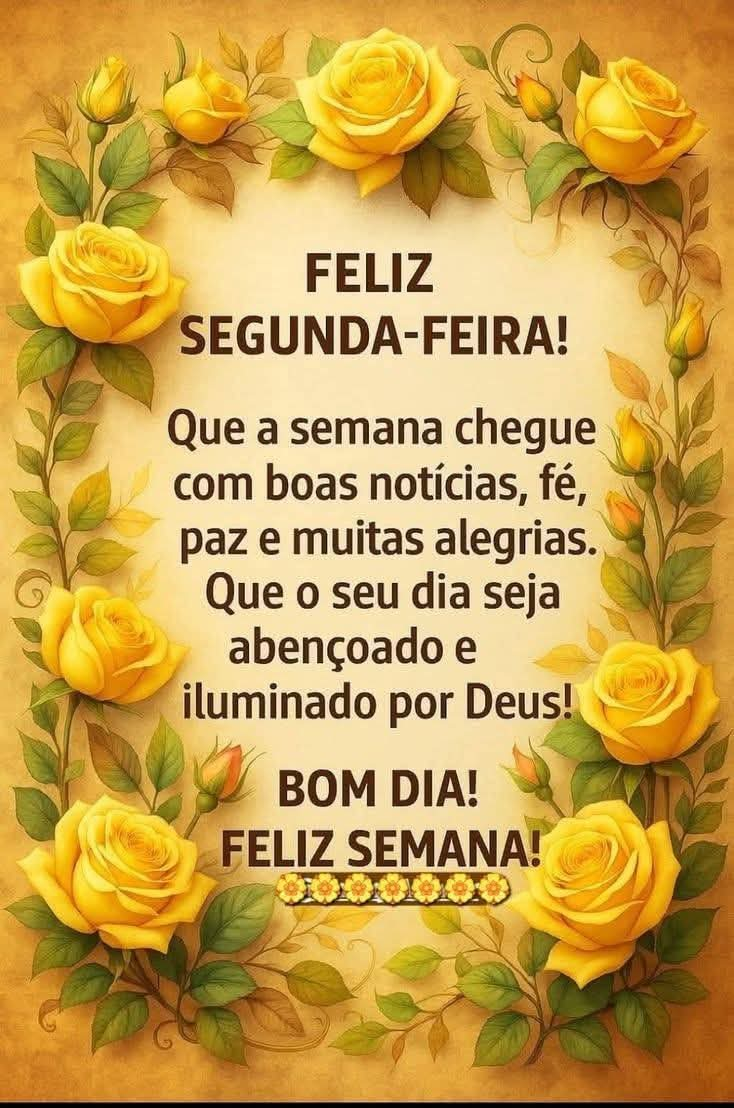 FELIZ
SEGUNDA-FEIRA!
Que a semana chegue
com boas notícias, fé,
paz e muitas alegrias.
Que o seu dia seja
abençoado e
iluminado por Deus!
BOM DIA!
FELIZ SEMANA!